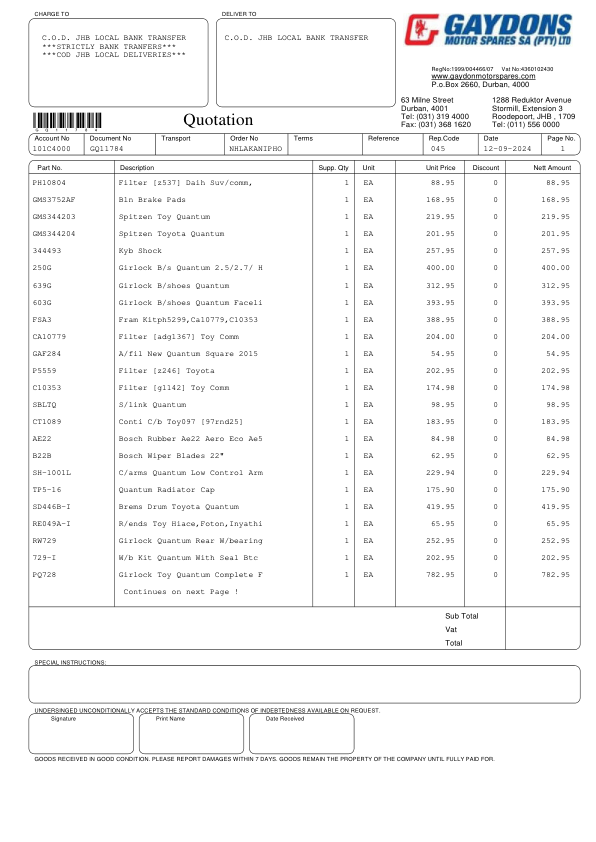 CHARGE TO
C.O.D. JHB LOCAL BANK TRANSFER
***STRICTLY BANK TRANFERS***
***COD JHB LOCAL DELIVERIES***
DELIVER TO
C.O.D. JHB LOCAL BANK TRANSFER
GAYDONS
MOTOR SPARES SA (PTY) LTD
RegNo:1999/004466/07 Vat No:4360102430
www.gaydonmotorspares.com
P.o.Box 2660, Durban, 4000
63 Milne Street
Durban, 4001
Tel: (031) 319 4000
Fax: (031) 368 1620
1288 Reduktor Avenue
Stormill, Extension 3
Roodepoort, JHB , 1709
Tel: (011) 556 0000
GQ11784
Quotation
Account No Document No Transport Order No Terms Reference Rep.Code Date Page No.
101C4000 GQ11784 NHLAKANIPHO 045 12-09-2024 1
Part No. Description Supp. Qty Unit Unit Price Discount Nett Amount
PH10804 Filter [z537] Daih Suv/comm, 1 EA 88.95 0 88.95
GMS3752AF Bln Brake Pads 1 EA 168.95 0 168.95
GMS344203 Spitzen Toy Quantum 1 EA 219.95 0 219.95
GMS344204 Spitzen Toyota Quantum 1 EA 201.95 0 201.95
344493 Kyb Shock 1 EA 257.95 0 257.95
250G Girlock B/s Quantum 2.5/2.7/ H 1 EA 400.00 0 400.00
639G Girlock B/shoes Quantum 1 EA 312.95 0 312.95
603G Girlock B/shoes Quantum Faceli 1 EA 393.95 0 393.95
FSA3 Fram Kitph5299,Ca10779,C10353 1 EA 388.95 0 388.95
CA10779 Filter [adg1367] Toy Comm 1 EA 204.00 0 204.00
GAF284 A/fil New Quantum Square 2015 1 EA 54.95 0 54.95
P5559 Filter [z246] Toyota 1 EA 202.95 0 202.95
C10353 Filter [g1142] Toy Comm 1 EA 174.98 0 174.98
SBLTQ S/link Quantum 1 EA 98.95 0 98.95
CT1089 Conti C/b Toy097 [97rnd25] 1 EA 183.95 0 183.95
AE22 Bosch Rubber Ae22 Aero Eco Ae5 1 EA 84.98 0 84.98
B22B Bosch Wiper Blades 22" 1 EA 62.95 0 62.95
SH-1001L C/arms Quantum Low Control Arm 1 EA 229.94 0 229.94
TP5-16 Quantum Radiator Cap 1 EA 175.90 0 175.90
SD446B-I Brems Drum Toyota Quantum 1 EA 419.95 0 419.95
RE049A-I R/ends Toy Hiace,Foton,Inyathi 1 EA 65.95 0 65.95
RW729 Girlock Quantum Rear W/bearing 1 EA 252.95 0 252.95
729-I W/b Kit Quantum With Seal Btc 1 EA 202.95 0 202.95
PQ728 Girlock Toy Quantum Complete F 1 EA 782.95 0 782.95
Continues on next Page !
Sub Total
Vat
Total
SPECIAL INSTRUCTIONS:
UNDERSINGED UNCONDITIONALLY ACCEPTS THE STANDARD CONDITIONS OF INDEBTEDNESS AVAILABLE ON REQUEST.
Signature Print Name Date Received
GOODS RECEIVED IN GOOD CONDITION. PLEASE REPORT DAMAGES WITHIN 7 DAYS. GOODS REMAIN THE PROPERTY OF THE COMPANY UNTIL FULLY PAID FOR.